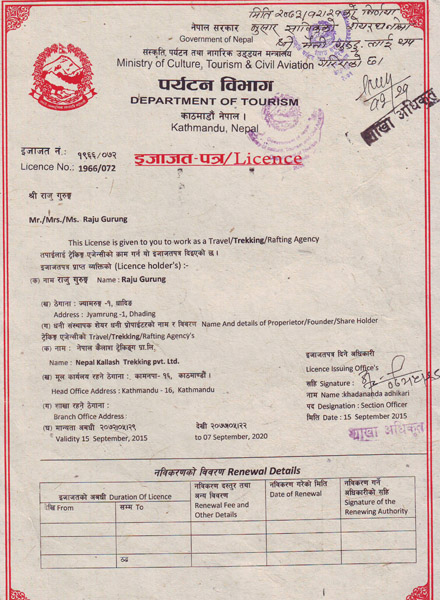 नेपाल सरकार
Government of Nepal
संस्कृति, पर्यटन तथा नागरिक उड्डयन मन्त्रालय
Ministry of Culture, Tourism & Civil Aviation
पर्यटन विभाग
DEPARTMENT OF TOURISM
काठमाडौं नेपाल ।
Kathmandu, Nepal
शाखा अधिकृत
इजाजत नं. : १९६६/०७२
Licence No.: 1966/072
इजाजत-पत्र/Licence
श्री राजु गुरुङ
Mr./Mrs./Ms. Raju Gurung
This License is given to you to work as a Travel/Trekking/Rafting Agency
तपाईलाई ट्रेकिङ्ग एजेन्सीको काम गर्न यो इजाजतपत्र दिइएको छ ।
इजाजतपत्र प्राप्त व्यक्तिको (Licence holder's) :-
(क) नाम राजु गुरुङ Name : Raju Gurung
(ख) ठेगाना : ज्यामरुङ -१, धादिङ
Address : Jyamrung -1, Dhading
(ग) धनी संस्थापक शेयर धनी प्रोपाईटरको नाम र विवरण Name and details of Properietor/Founder/Share Holder
ट्रेकिङ्ग एजेन्सीको Travel/Trekking/Rafting Agency's
(क) नाम : नेपाल कैलाश ट्रेकिङ्ग प्रा.लि.
Name : Nepal Kallash Trekking pvt. Ltd.
(ख) मूल कार्यलय रहने ठेगाना : कामनपा-१६, काठमाण्डौं ।
Head Office Address : Kathmandu - 16, Kathmandu
(ग) शाखा रहने ठेगाना :
Branch Office Address :
(घ) मान्यता अवधी २०७२/०५/२९ देखी २०७७/०५/२२
Validity 15 September, 2015 to 07 September, 2020
इजाजतपत्र दिने अधिकारी
Licence Issuing Office's
सहि Signature :
नाम Name :khadananda adhikari
पद Designation : Section Officer
मिति Date : 15 September 2015
शाखा अधिकृत
नविकरणको विवरण Renewal Details
इजाजतको अवधी Duration Of Licence
देखि From
सम्म To
नविकरण दस्तुर तथा अन्य विवरण
Renewal Fee and Other Details
नविकरण गरेको मिति
Date of Renewal
नविकरण गर्ने अधिकारीको सहि
Signature of the Renewing Authority